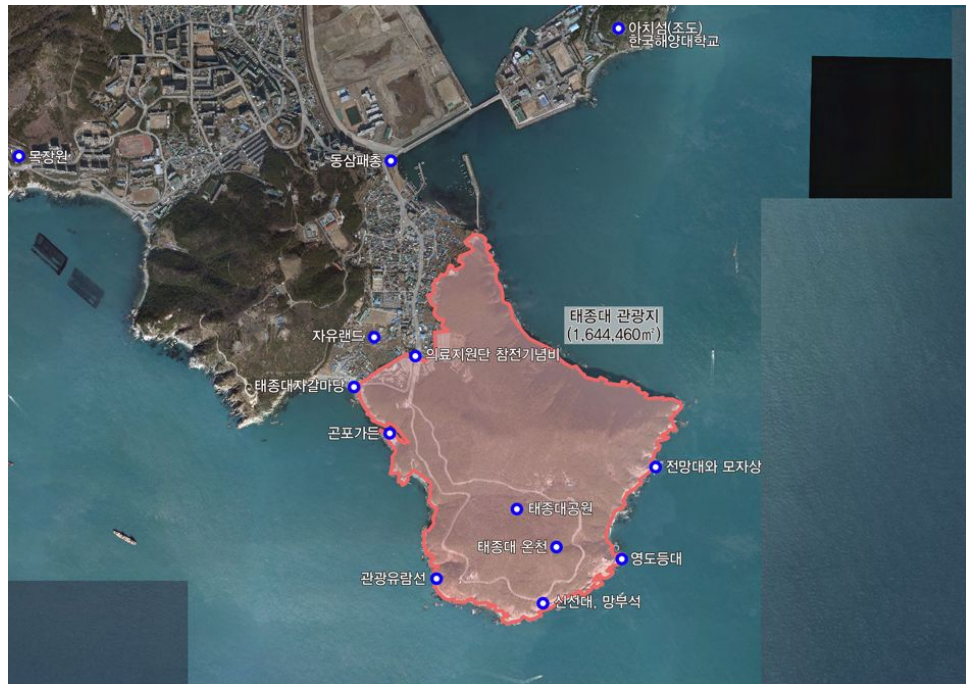 아치섬(조도)
한국해양대학교
목장원
동삼패총
태종대 관광지
(1,644,460㎡)
자유랜드
의료지원단 참전기념비
태종대자갈마당
곤포가든
전망대와 모자상
태종대공원
태종대 온천
영도등대
관광유람선
신선대, 망부석